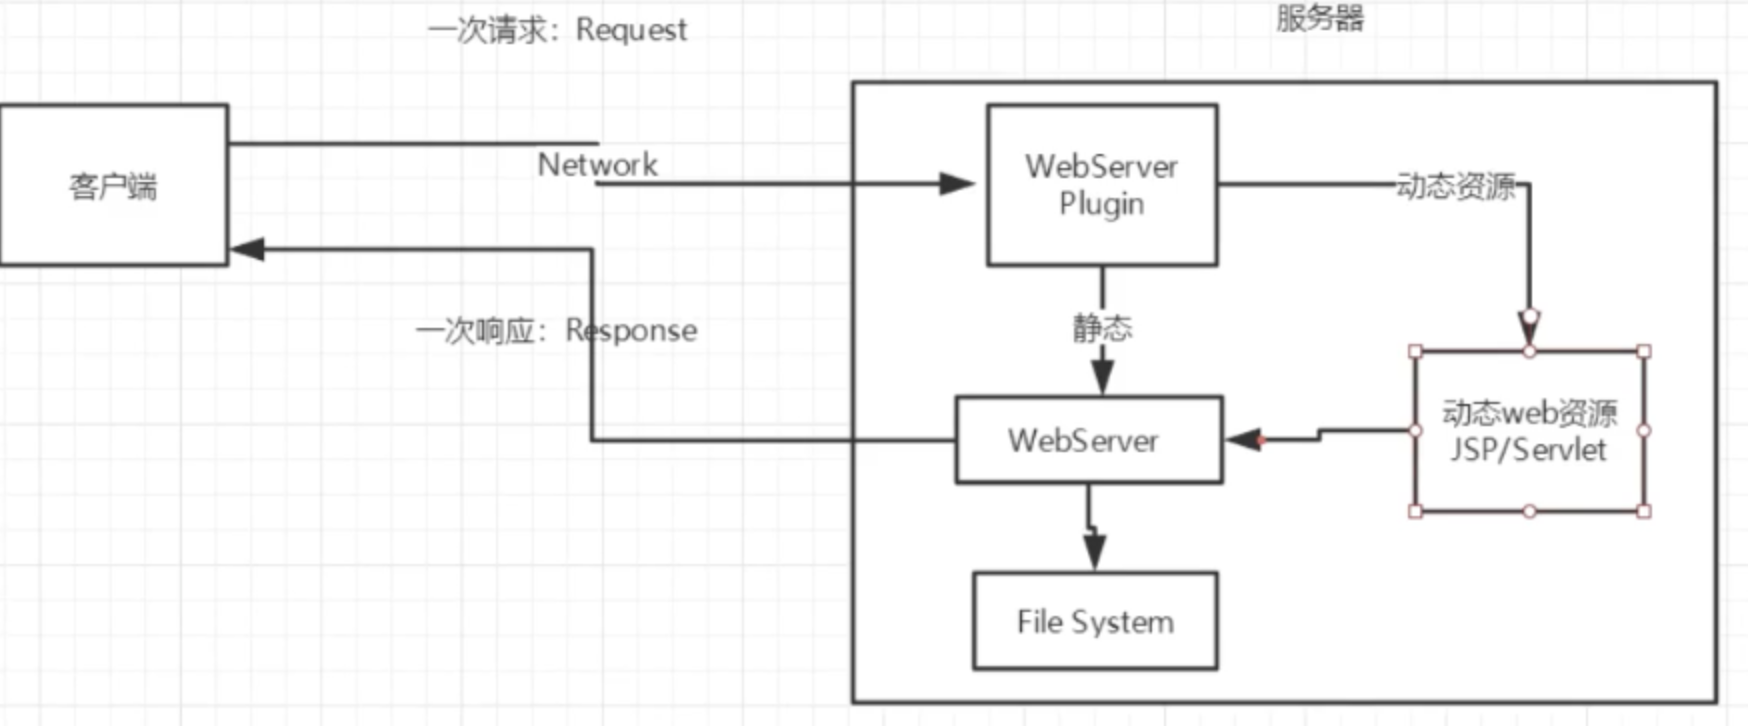 一次请求：Request
服务器
客户端
Network
WebServer
Plugin
动态资源
一次响应：Response
静态
WebServer
动态web资源
JSP/Servlet
File System